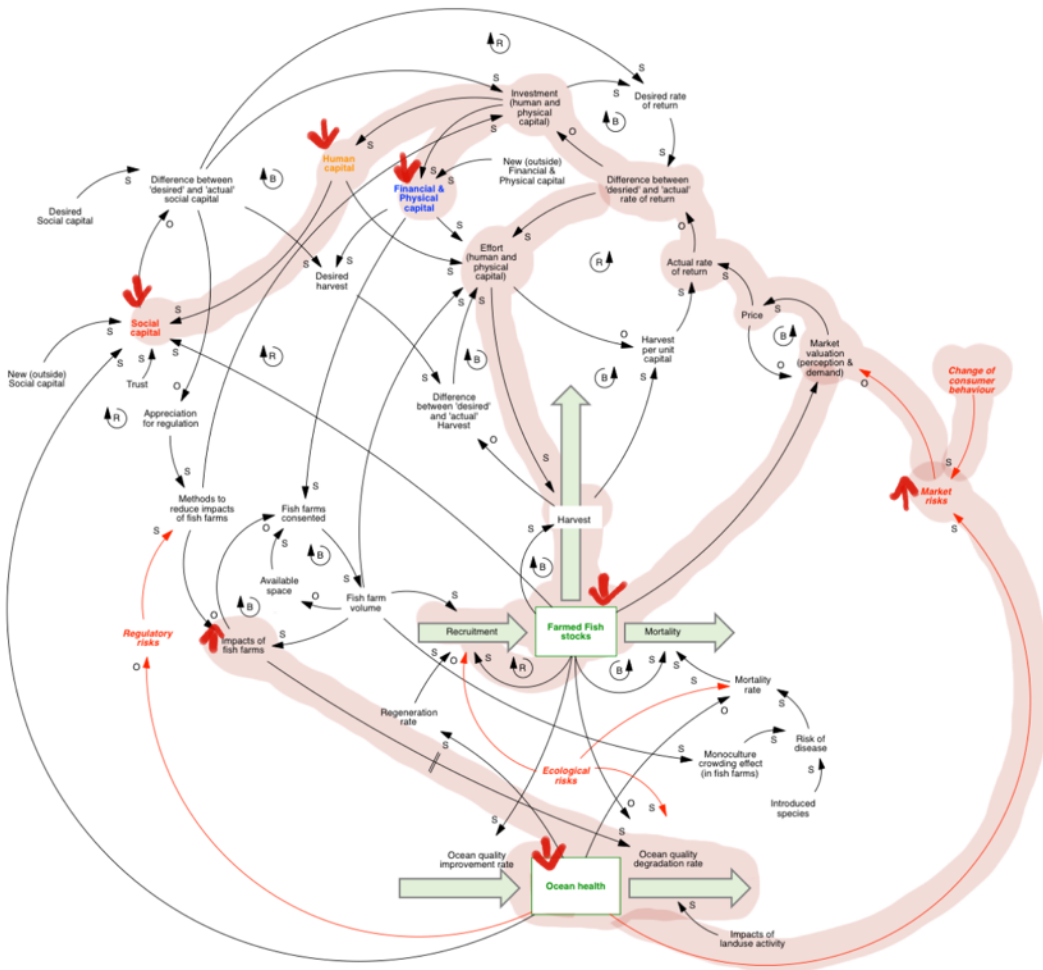 R
S
S
Investment
(human and
physical
capital)
S
S
Desired rate
of return
B
S
O
S
Human
capital
S
S
S
New (outside)
Financial &
Physical capital
S
Difference between
'desried' and 'actual'
rate of return
Difference between
'desired' and 'actual'
social capital
B
S
Desired
Social capital
Financial &
Physical
capital
O
S
S
S
O
Effort
(human and
physical
capital)
S
S
R
Actual rate
of return
S
Desired
harvest
S
S
S
S
S
Price
S
Social
capital
S
S
S
S
New (outside)
Social capital
Trust
R
O
Harvest
per unit
capital
B
Market
valuation
(perception &
demand)
B
S
S
B
O
O
Change of
consumer
behaviour
O
R
Appreciation
for regulation
Difference
between 'desired'
and 'actual'
Harvest
O
S
S
S
Market
risks
S
Methods to
reduce impacts
of fish farms
S
Fish farms
consented
S
Harvest
S
O
S
B
S
B
Available
space
O
Fish farm
volume
S
S
B
O
Regulatory
risks
O
Impacts of
fish farms
S
Recruitment
Farmed Fish
stocks
Mortality
S
O
S
R
B
S
S
Mortality
rate
S
O
Regeneration
rate
S
Risk of
disease
S
S
Monoculture
crowding effect
(in fish farms)
S
Ecological
risks
Introduced
species
O
S
S
S
S
Ocean quality
improvement rate
Ocean quality
degradation rate
Ocean health
S
Impacts of
landuse activity